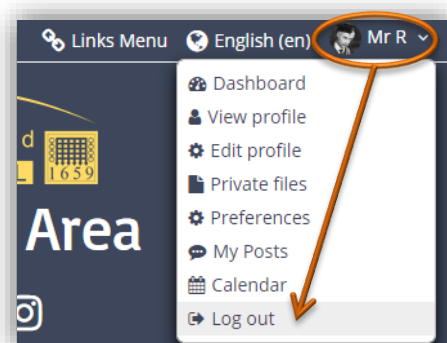 Links Menu English (en) Mr R
Dashboard
View profile
Edit profile
Private files
Preferences
My Posts
Calendar
Log out
d
L
1659
Area